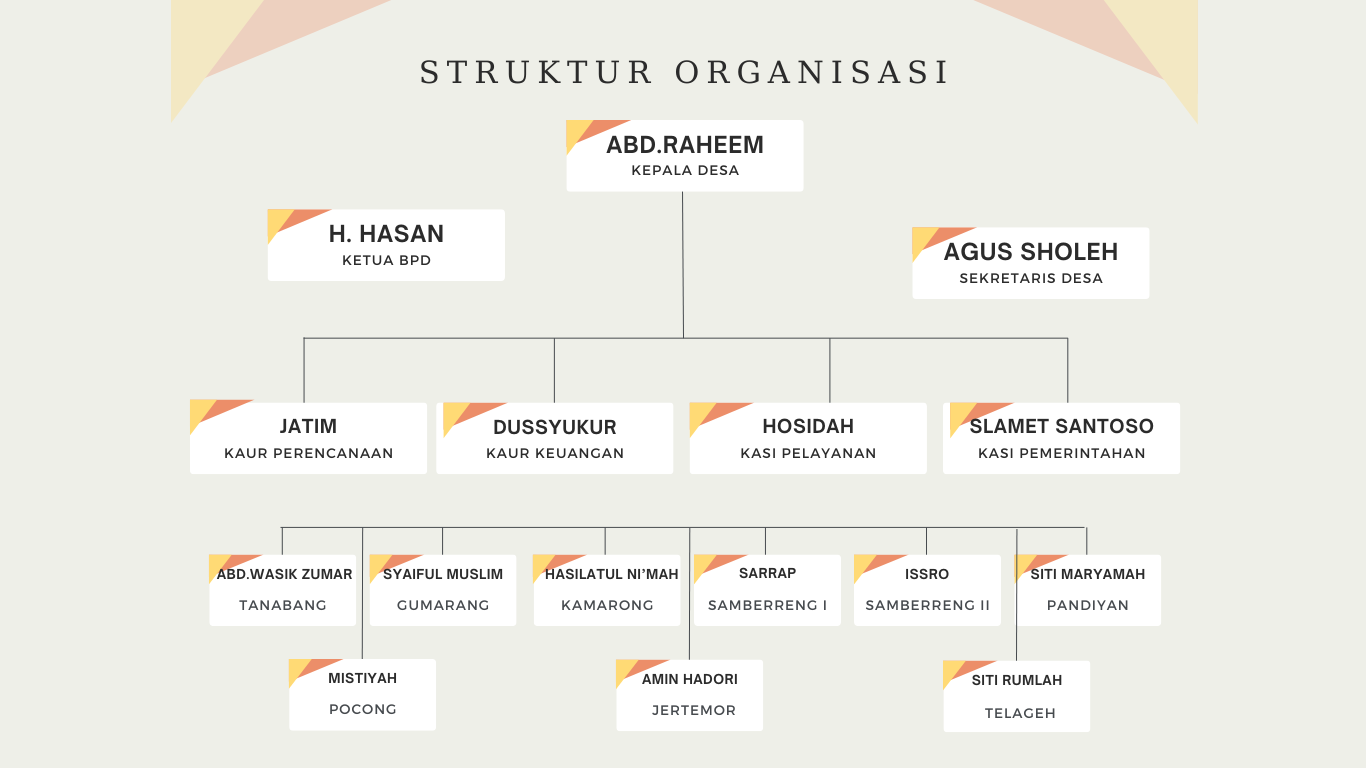 STRUKTUR ORGANISASI
ABD.RAHEEM
KEPALA DESA
H. HASAN
KETUA BPD
AGUS SHOLEH
SEKRETARIS DESA
JATIM
KAUR PERENCANAAN
DUSSYUKUR
KAUR KEUANGAN
HOSIDAH
KASI PELAYANAN
SLAMET SANTOSO
KASI PEMERINTAHAN
ABD.WASIK ZUMAR
TANABANG
SYAIFUL MUSLIM
GUMARANG
HASILATUL NI’MAH
KAMARONG
SARRAP
SAMBERRENG I
ISSRO
SAMBERRENG II
SITI MARYAMAH
PANDIYAN
MISTIYAH
POCONG
AMIN HADORI
JERTEMOR
SITI RUMLAH
TELAGEH